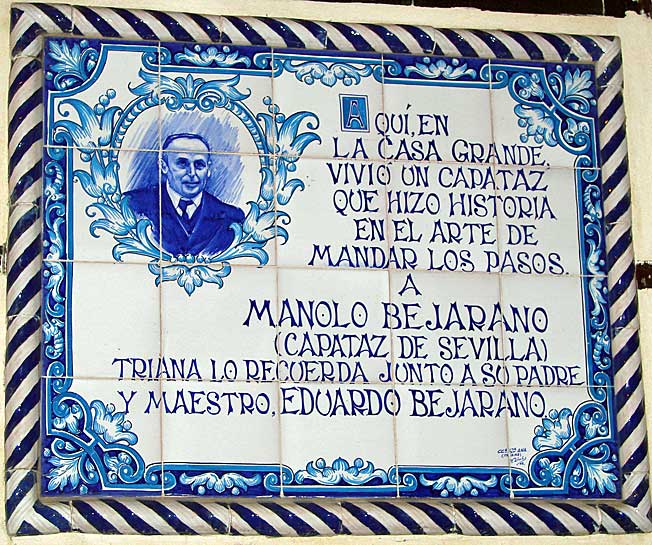 AQUÍ, EN
LA CASA GRANDE,
VIVIÓ UN CAPATAZ
QUE HIZO HISTORIA
EN EL ARTE DE
MANDAR LOS PASOS.
A
MANOLO BEJARANO
(CAPATAZ DE SEVILLA)
TRIANA LO RECUERDA JUNTO A SU PADRE
Y MAESTRO, EDUARDO BEJARANO.